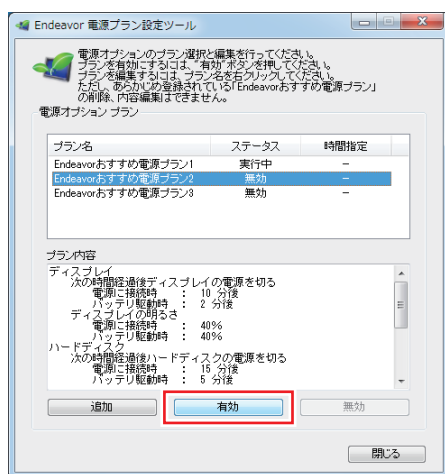 Endeavor 電源プラン設定ツール
電源オプションのプラン選択と編集を行ってください。
プランを有効にするには、"有効"ボタンを押してください。
プランを編集するには、プラン名を右クリックしてください。
ただし、あらかじめ登録されている「Endeavorおすすめ電源プラン」
の削除、内容編集はできません。
電源オプション プラン
プラン名 ステータス 時間指定
Endeavorおすすめ電源プラン1 実行中 −
Endeavorおすすめ電源プラン2 無効 −
Endeavorおすすめ電源プラン3 無効
プラン内容
ディスプレイ
次の時間経過後ディスプレイの電源を切る
電源に接続時 : 10 分後
バッテリ駆動時 : 2 分後
ディスプレイの明るさ
電源に接続時 : 40%
バッテリ駆動時 : 40%
ハードディスク
次の時間経過後ハードディスクの電源を切る
電源に接続時 : 15 分後
バッテリ駆動時 : 5 分後
追加 有効 無効
閉じる